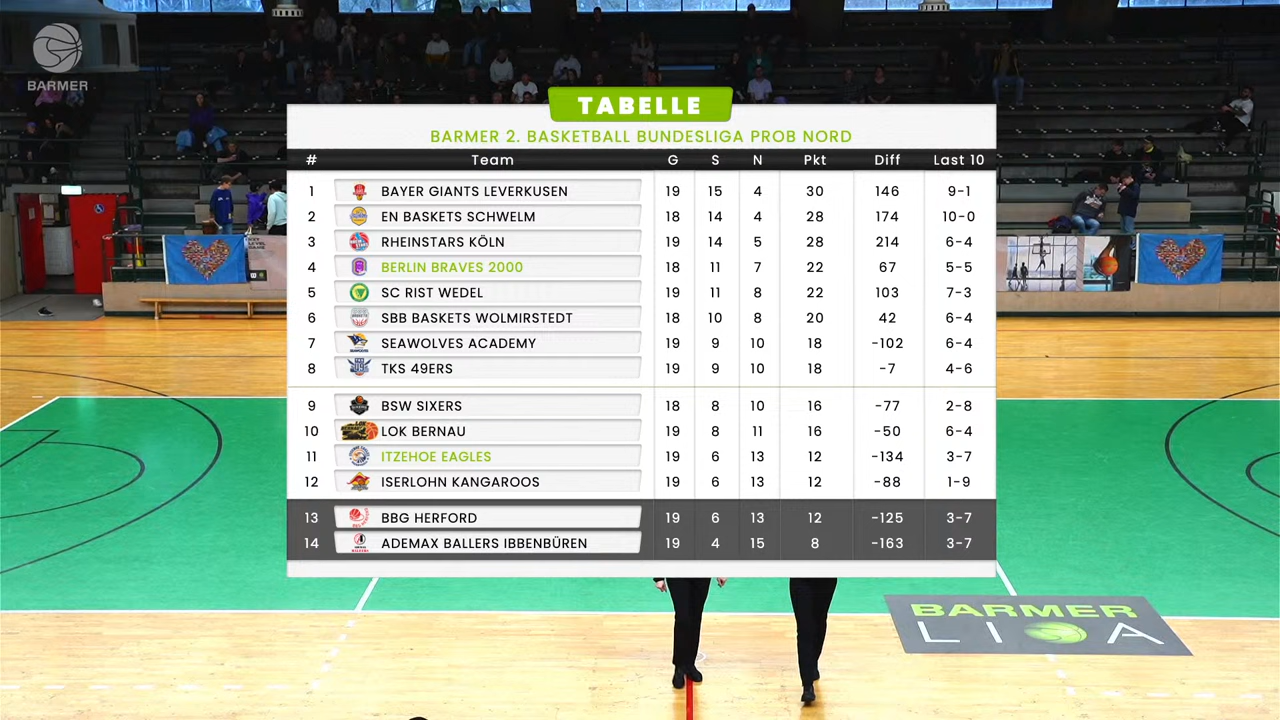 BARMER
TABELLE
BARMER 2. BASKETBALL BUNDESLIGA PROB NORD
# Team G S N Pkt Diff Last 10
1 BAYER GIANTS LEVERKUSEN 19 15 4 30 146 9-1
2 EN BASKETS SCHWELM 18 14 4 28 174 10-0
3 RHEINSTARS KÖLN 19 14 5 28 214 6-4
4 BERLIN BRAVES 2000 18 11 7 22 67 5-5
5 SC RIST WEDEL 19 11 8 22 103 7-3
6 SBB BASKETS WOLMIRSTEDT 18 10 8 20 42 6-4
7 SEAWOLVES ACADEMY 19 9 10 18 -102 6-4
8 TKS 49ERS 19 9 10 18 -7 4-6
9 BSW SIXERS 18 8 10 16 -77 2-8
10 LOK BERNAU 19 8 11 16 -50 6-4
11 ITZEHOE EAGLES 19 6 13 12 -134 3-7
12 ISERLOHN KANGAROOS 19 6 13 12 -88 1-9
13 BBG HERFORD 19 6 13 12 -125 3-7
14 ADEMAX BALLERS IBBENBÜREN 19 4 15 8 -163 3-7
BARMER
LIGA